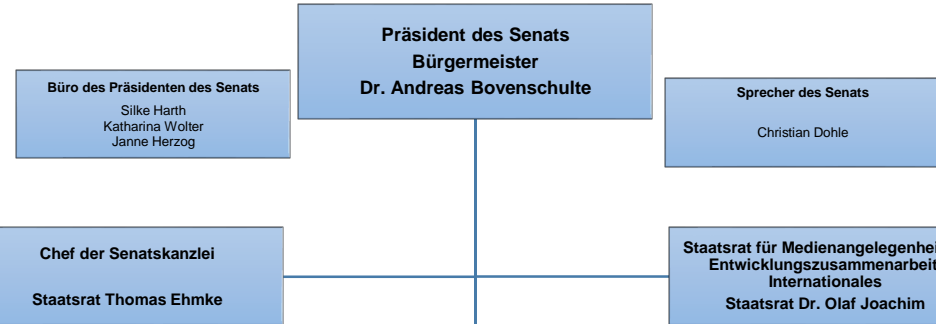 Präsident des Senats
Bürgermeister
Dr. Andreas Bovenschulte
Büro des Präsidenten des Senats
Silke Harth
Katharina Wolter
Janne Herzog
Sprecher des Senats
Christian Dohle
Chef der Senatskanzlei
Staatsrat Thomas Ehmke
Staatsrat für Medienangelegenhei
Entwicklungszusammenarbeit
Internationales
Staatsrat Dr. Olaf Joachim